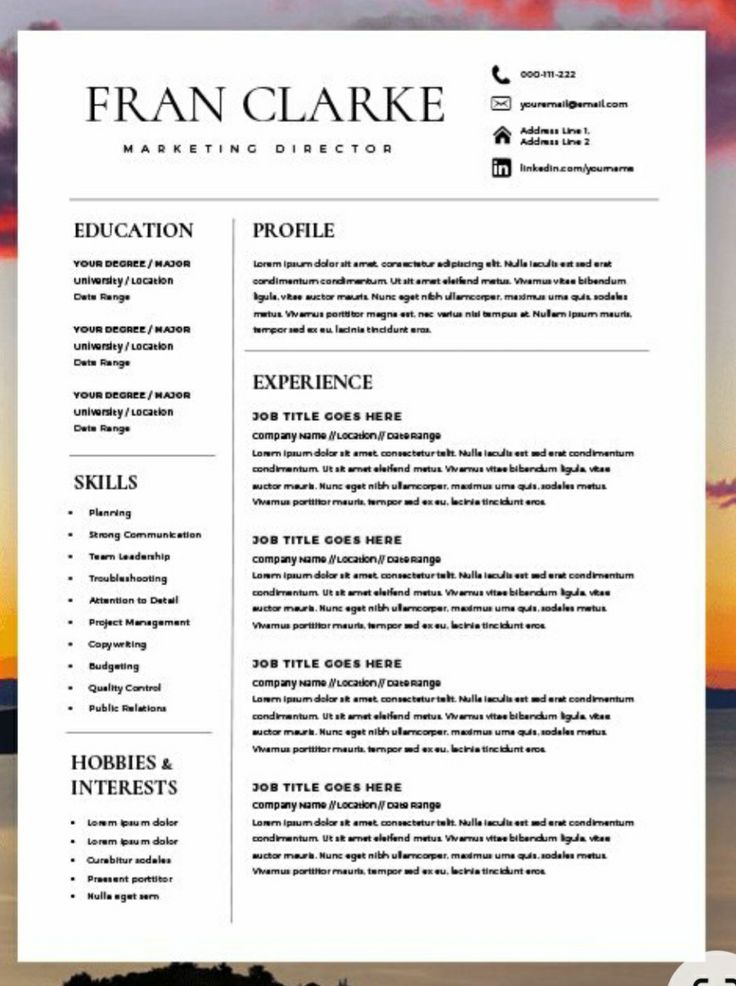 FRAN CLARKE
MARKETING DIRECTOR
000-111-222
youremail@email.com
Address Line 1,
Address Line 2
linkedin.com/yourname
EDUCATION
YOUR DEGREE / MAJOR
University / Location
Date Range
YOUR DEGREE / MAJOR
University / Location
Date Range
YOUR DEGREE / MAJOR
University / Location
Date Range
SKILLS
Planning
Strong Communication
Team Leadership
Troubleshooting
Attention to Detail
Project Management
Copywriting
Budgeting
Quality Control
Public Relations
HOBBIES &
INTERESTS
Lorem ipsum dolor
Lorem ipsum dolor
Curabitur sodales
Praesent porttitor
Nulla eget sem
PROFILE
Lorem ipsum dolor sit amet, consectetur adipiscing elit. Nulla iaculis est sed erat
condimentum condimentum. Ut sit amet eleifend metus. Vivamus vitae bibendum
ligula, vitae auctor mauris. Nunc eget nibh ullamcorper, maximus urna quis, sodales
metus. Vivamus porttitor magna est, nec varius nisi tempus at. Nullam ipsum mauris,
tempor sed ex eu, lacinia tincidunt eros.
EXPERIENCE
JOB TITLE GOES HERE
Company Name // Location // Date Range
Lorem ipsum dolor sit amet, consectetur telit. Nulla iaculis est sed erat condimentum
condimentum. Ut sit amet eleifend metus. Vivamus vitae bibendum ligula, vitae
auctor mauris. Nunc eget nibh ullamcorper, maximus urna quis, sodales metus.
Vivamus porttitor mauris, tempor sed ex eu, lacinia tincidunt eros.
JOB TITLE GOES HERE
Company Name // Location // Date Range
Lorem ipsum dolor sit amet, consectetur telit. Nulla iaculis est sed erat condimentum
condimentum. Ut sit amet eleifend metus. Vivamus vitae bibendum ligula, vitae
auctor mauris. Nunc eget nibh ullamcorper, maximus urna quis, sodales metus.
Vivamus porttitor mauris, tempor sed ex eu, lacinia tincidunt eros.
JOB TITLE GOES HERE
Company Name // Location // Date Range
Lorem ipsum dolor sit amet, consectetur telit. Nulla iaculis est sed erat condimentum
condimentum. Ut sit amet eleifend metus. Vivamus vitae bibendum ligula, vitae
auctor mauris. Nunc eget nibh ullamcorper, maximus urna quis, sodales metus.
Vivamus porttitor mauris, tempor sed ex eu, lacinia tincidunt eros.
JOB TITLE GOES HERE
Company Name // Location // Date Range
Lorem ipsum dolor sit amet, consectetur telit. Nulla iaculis est sed erat condimentum
condimentum. Ut sit amet eleifend metus. Vivamus vitae bibendum ligula, vitae
auctor mauris. Nunc eget nibh ullamcorper, maximus urna quis, sodales metus.
Vivamus porttitor mauris, tempor sed ex eu, lacinia tincidunt eros.